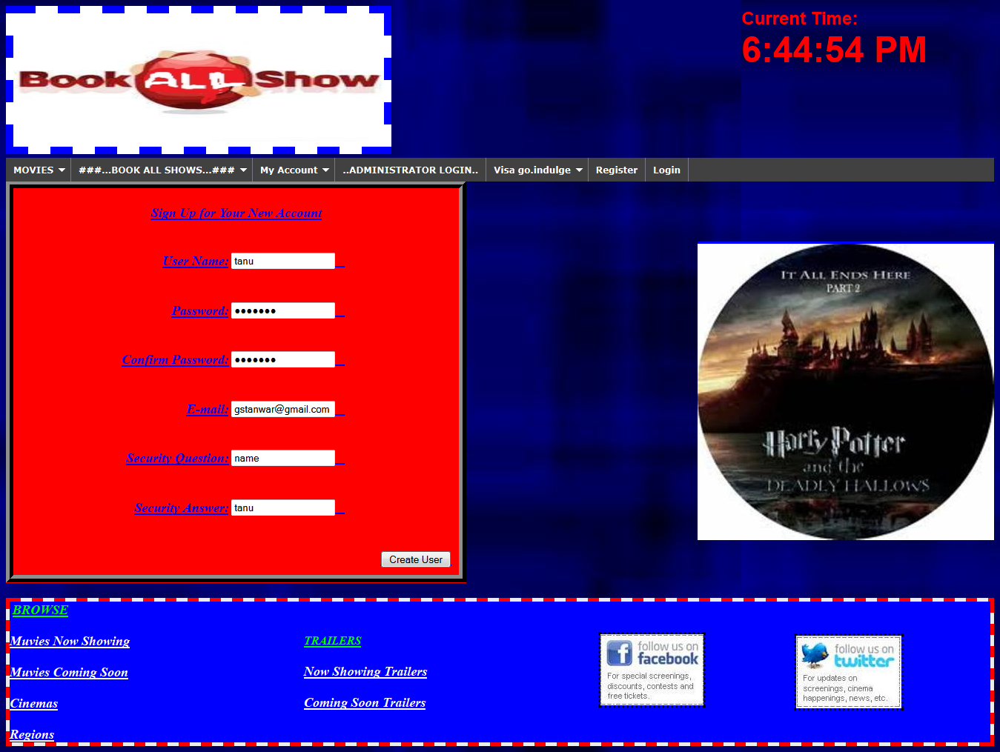 Book ALL Show
Current Time:
6:44:54 PM
MOVIES ###...BOOK ALL SHOWS...### My Account ..ADMINISTRATOR LOGIN.. Visa go.indulge Register Login
Sign Up for Your New Account
User Name: tanu
Password: •••••••
Confirm Password: •••••••
E-mail: gstanwar@gmail.com
Security Question: name
Security Answer: tanu
Create User
IT ALL ENDS HERE
PART 2
Harry Potter
and the
DEADLY HALLOWS
BROWSE
Muvies Now Showing
Muvies Coming Soon
Cinemas
Regions
TRAILERS
Now Showing Trailers
Coming Soon Trailers
follow us on
facebook
For special screenings,
discounts, contests and
free tickets.
follow us on
twitter
For updates on
screenings, cinema
happenings, news, etc.